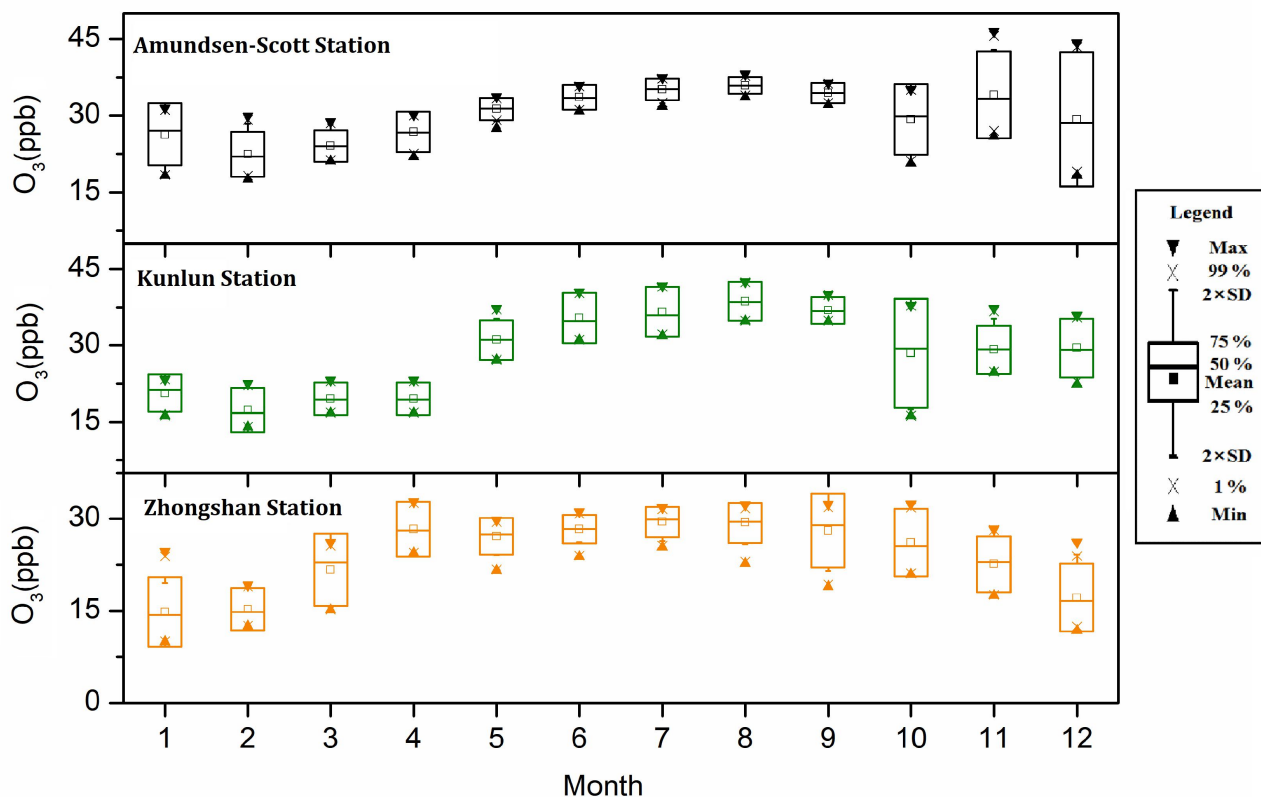 Amundsen-Scott Station
45
30
15
O3(ppb)
Kunlun Station
45
30
15
O3(ppb)
Zhongshan Station
30
15
0
O3(ppb)
1 2 3 4 5 6 7 8 9 10 11 12
Month
Legend
Max
99 %
2×SD
75 %
50 %
Mean
25 %
2×SD
1 %
Min